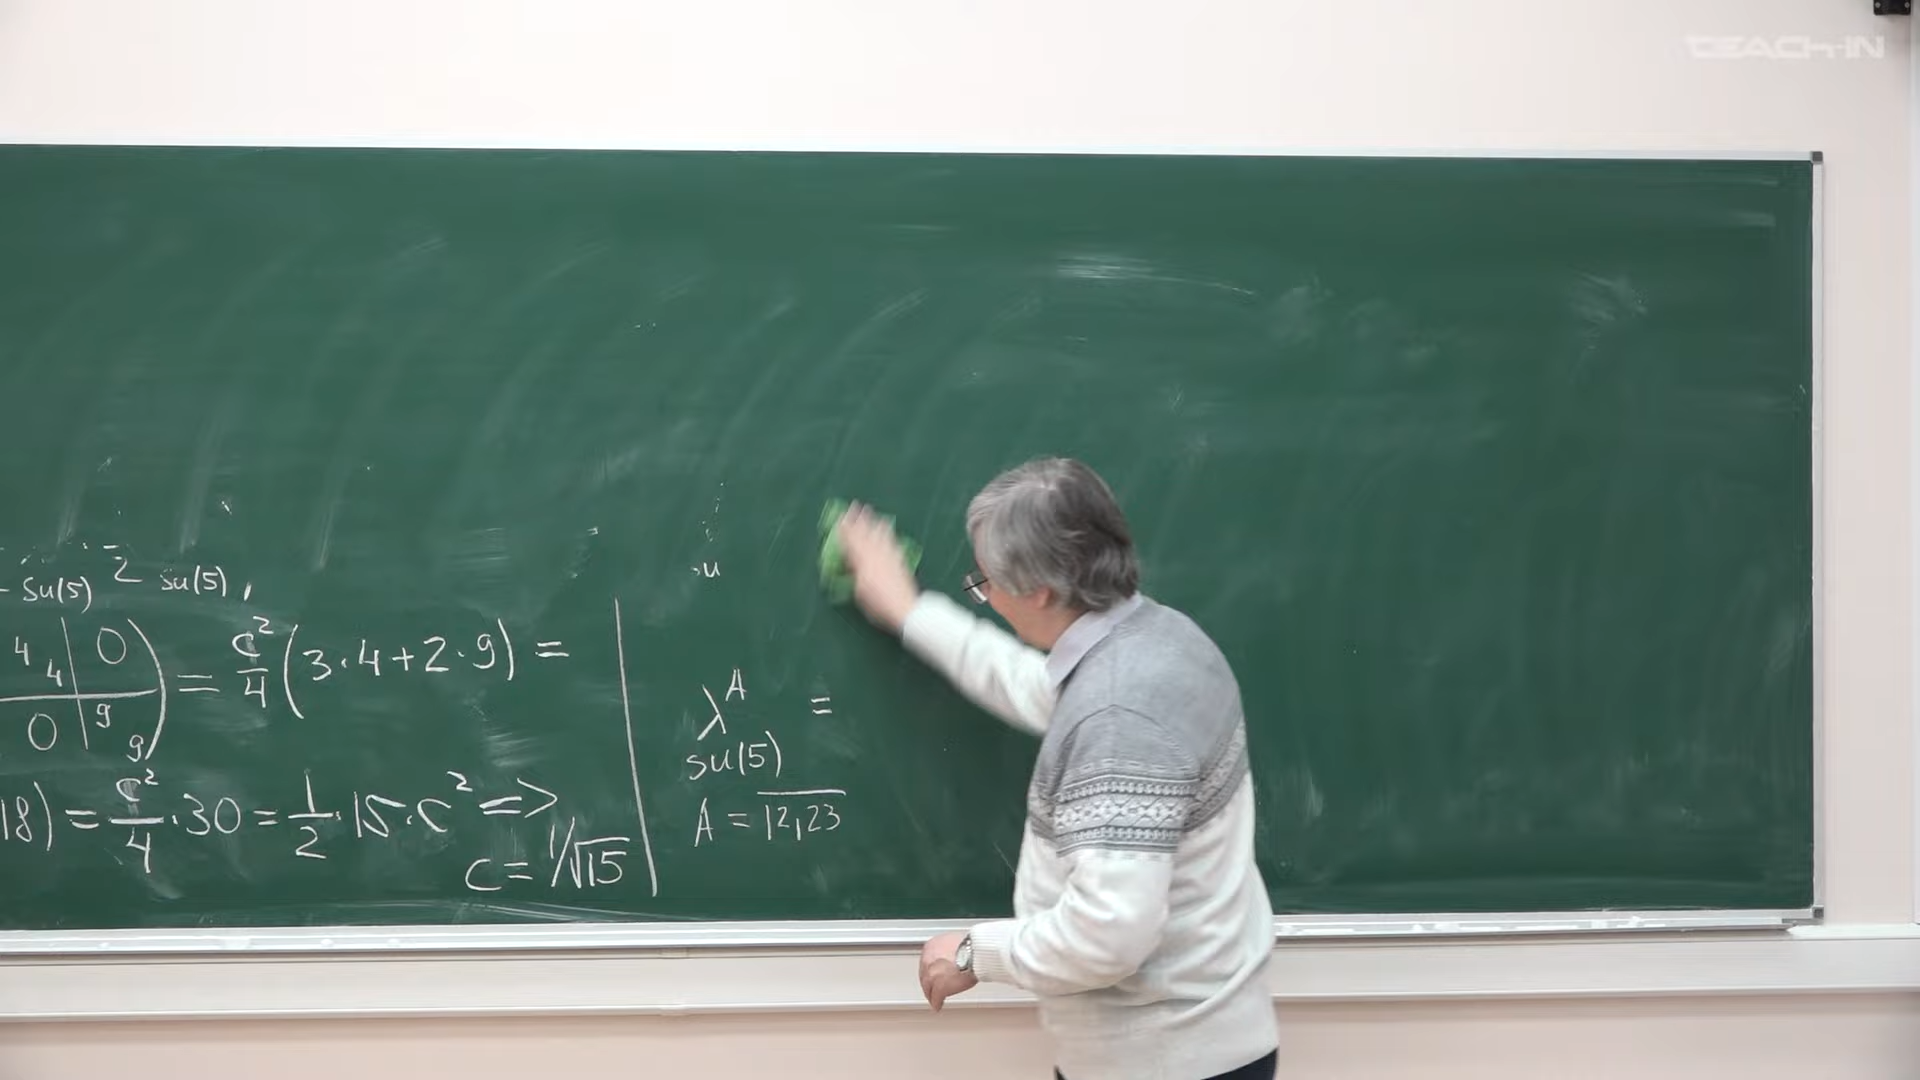 TEACH-IN
- su(5) 2 su(5),
4 4 | 0 ) = c²/4 (3·4+2·9) =
0 | 9 9 )
18) = c²/4 ·30 = 1/2 ·15·c² =>
c = 1/√15
u
λ^A =
su(5)
A = \overline{12,23}